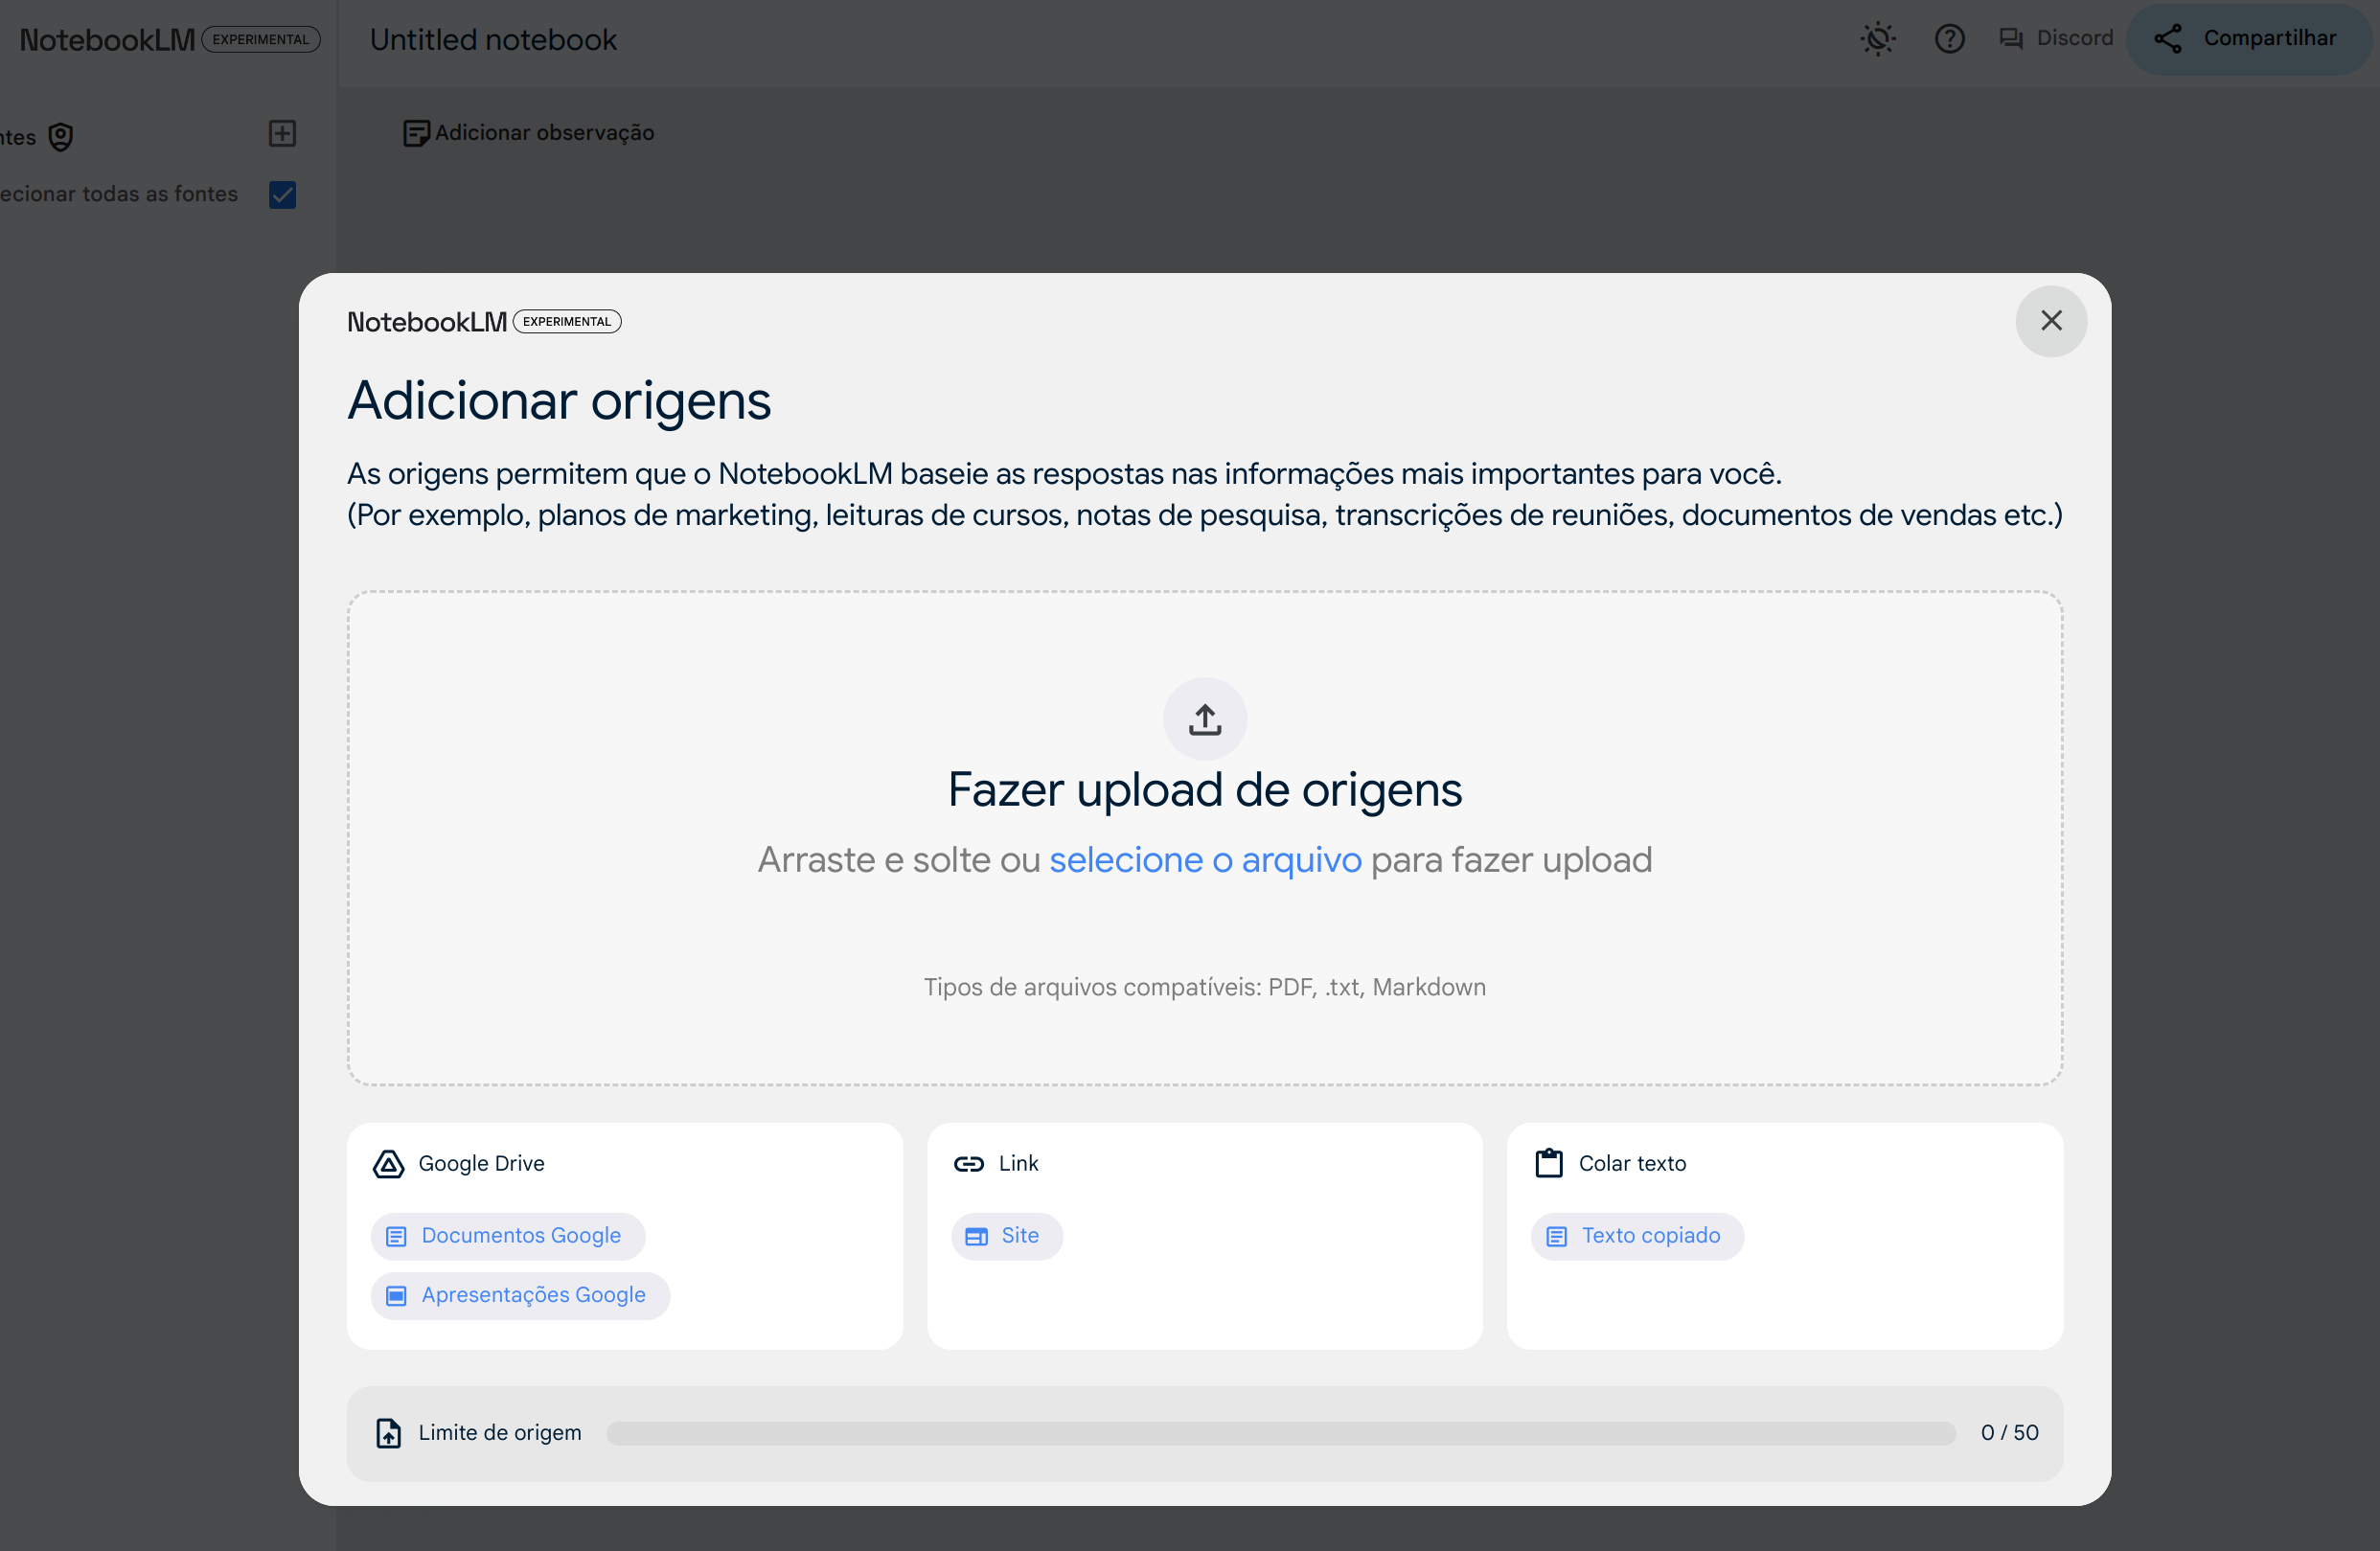 NotebookLM EXPERIMENTAL
Untitled notebook
Discord
Compartilhar
Adicionar observação
todas as fontes
NotebookLM EXPERIMENTAL
Adicionar origens
As origens permitem que o NotebookLM baseie as respostas nas informações mais importantes para você.
(Por exemplo, planos de marketing, leituras de cursos, notas de pesquisa, transcrições de reuniões, documentos de vendas etc.)
Fazer upload de origens
Arraste e solte ou selecione o arquivo para fazer upload
Tipos de arquivos compatíveis: PDF, .txt, Markdown
Google Drive
Documentos Google
Apresentações Google
Link
Site
Colar texto
Texto copiado
Limite de origem
0 / 50